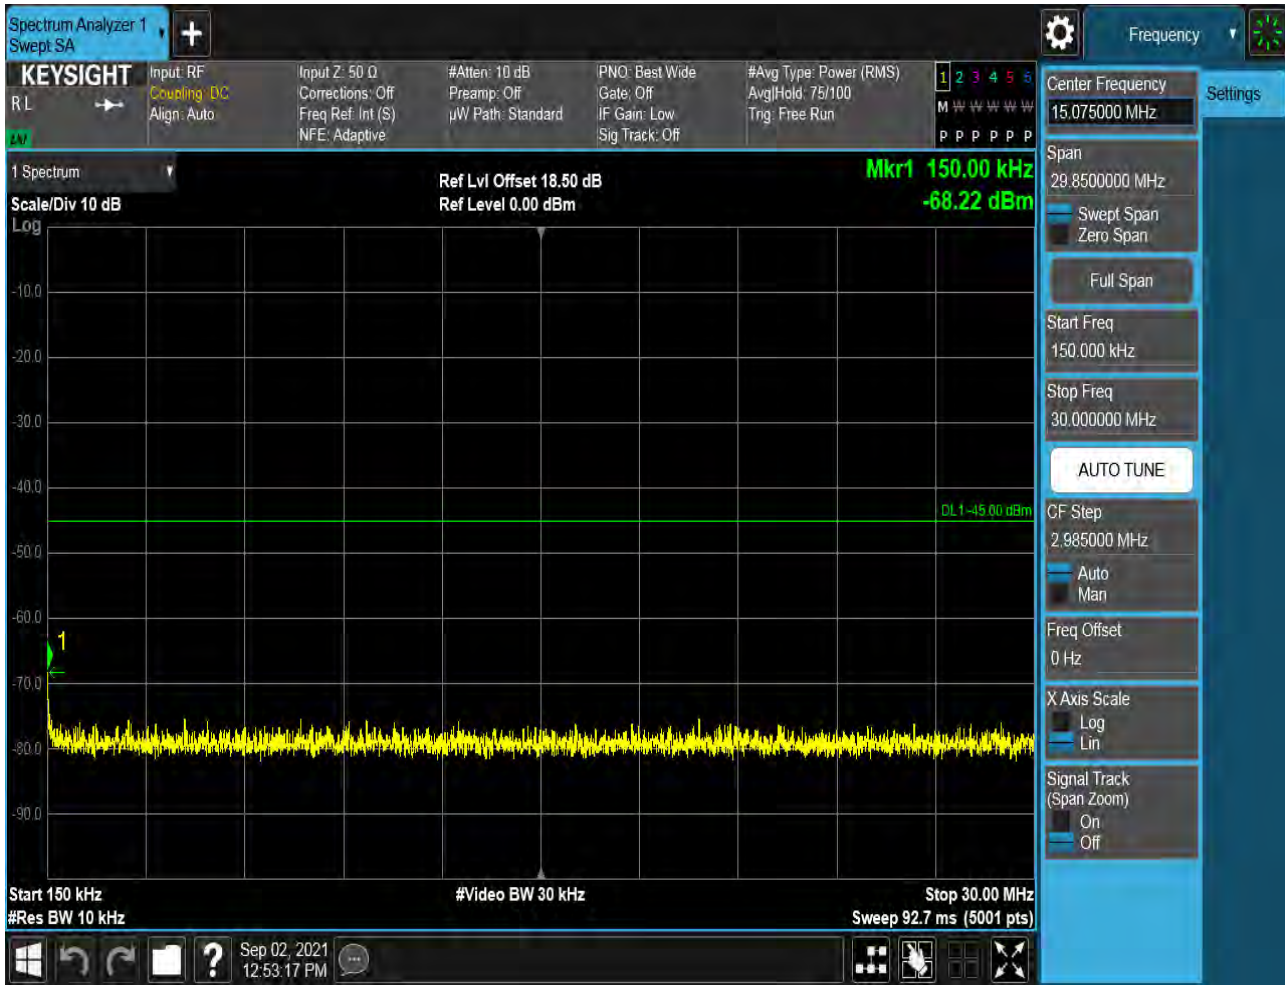 Spectrum Analyzer 1
Swept SA
Frequency
KEYSIGHT
R L
LNI
Input: RF
Coupling: DC
Align: Auto
Input Z: 50 Ω
Corrections: Off
Freq Ref: Int (S)
NFE: Adaptive
#Atten: 10 dB
Preamp: Off
µW Path: Standard
PNO: Best Wide
Gate: Off
IF Gain: Low
Sig Track: Off
#Avg Type: Power (RMS)
Avg|Hold: 75/100
Trig: Free Run
1 2 3 4 5 6
M W W W W W
P P P P P P
1 Spectrum
Scale/Div 10 dB
Log
Ref Lvl Offset 18.50 dB
Ref Level 0.00 dBm
Mkr1 150.00 kHz
-68.22 dBm
-10.0
-20.0
-30.0
-40.0
DL1 -45.00 dBm
-50.0
-60.0
1
-70.0
-80.0
-90.0
Start 150 kHz
#Video BW 30 kHz
Stop 30.00 MHz
#Res BW 10 kHz
Sweep 92.7 ms (5001 pts)
Center Frequency
15.075000 MHz
Settings
Span
29.8500000 MHz
Swept Span
Zero Span
Full Span
Start Freq
150.000 kHz
Stop Freq
30.000000 MHz
AUTO TUNE
CF Step
2.985000 MHz
Auto
Man
Freq Offset
0 Hz
X Axis Scale
Log
Lin
Signal Track
(Span Zoom)
On
Off
?
Sep 02, 2021
12:53:17 PM